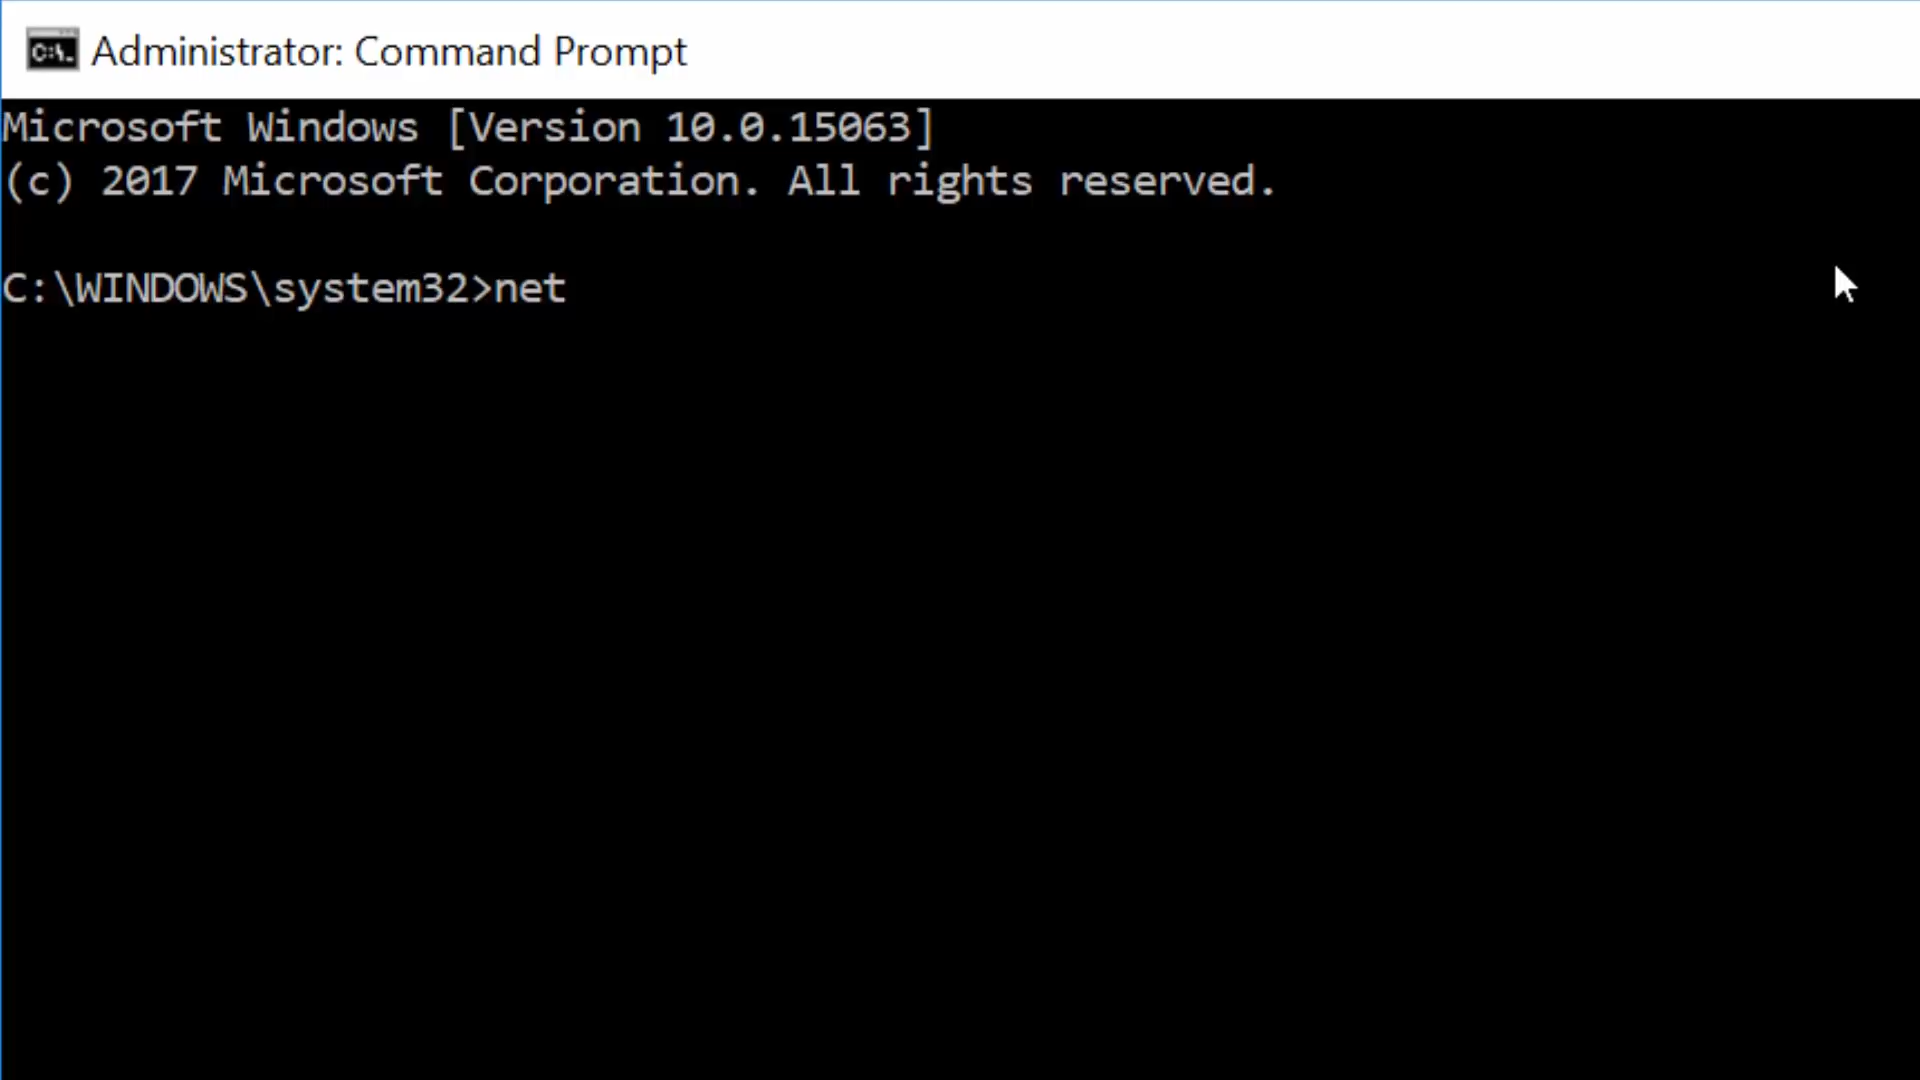 Administrator: Command Prompt
Microsoft Windows [Version 10.0.15063]
(c) 2017 Microsoft Corporation. All rights reserved.
C:\WINDOWS\system32>net